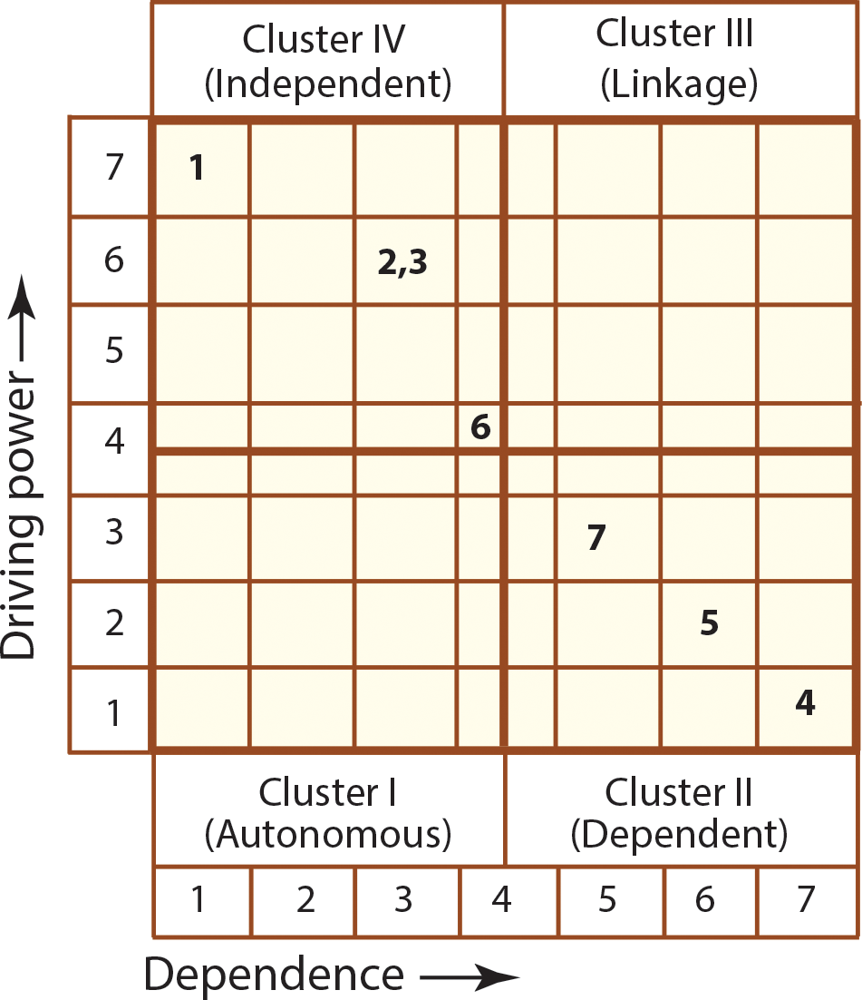 Cluster IV
(Independent)
Cluster III
(Linkage)
7
1
6
2,3
5
4
6
3
7
2
5
1
4
Driving power
Cluster I
(Autonomous)
Cluster II
(Dependent)
1 2 3 4 5 6 7
Dependence